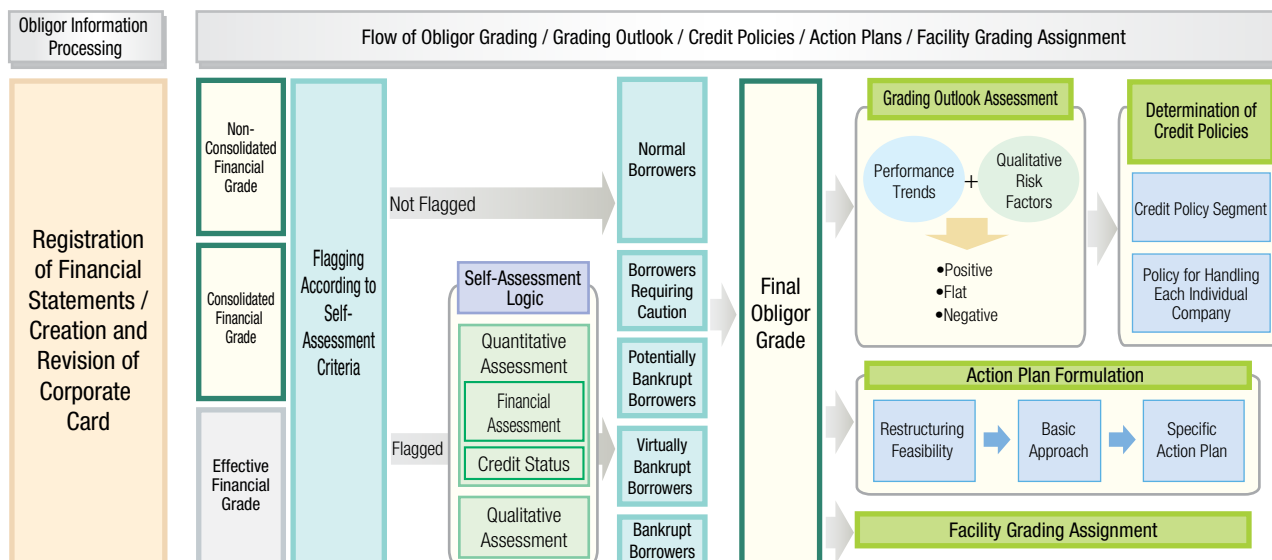 Obligor Information
Processing
Flow of Obligor Grading / Grading Outlook / Credit Policies / Action Plans / Facility Grading Assignment
Registration
of Financial
Statements /
Creation and
Revision of
Corporate
Card
Non-
Consolidated
Financial
Grade
Consolidated
Financial
Grade
Effective
Financial
Grade
Flagging
According to
Self-
Assessment
Criteria
Not Flagged
Flagged
Self-Assessment
Logic
Quantitative
Assessment
Financial
Assessment
Credit Status
Qualitative
Assessment
Normal
Borrowers
Borrowers
Requiring
Caution
Potentially
Bankrupt
Borrowers
Virtually
Bankrupt
Borrowers
Bankrupt
Borrowers
Final
Obligor
Grade
Grading Outlook Assessment
Performance
Trends
+
Qualitative
Risk
Factors
•Positive
•Flat
•Negative
Determination of
Credit Policies
Credit Policy Segment
Policy for Handling
Each Individual
Company
Action Plan Formulation
Restructuring
Feasibility
Basic
Approach
Specific
Action Plan
Facility Grading Assignment